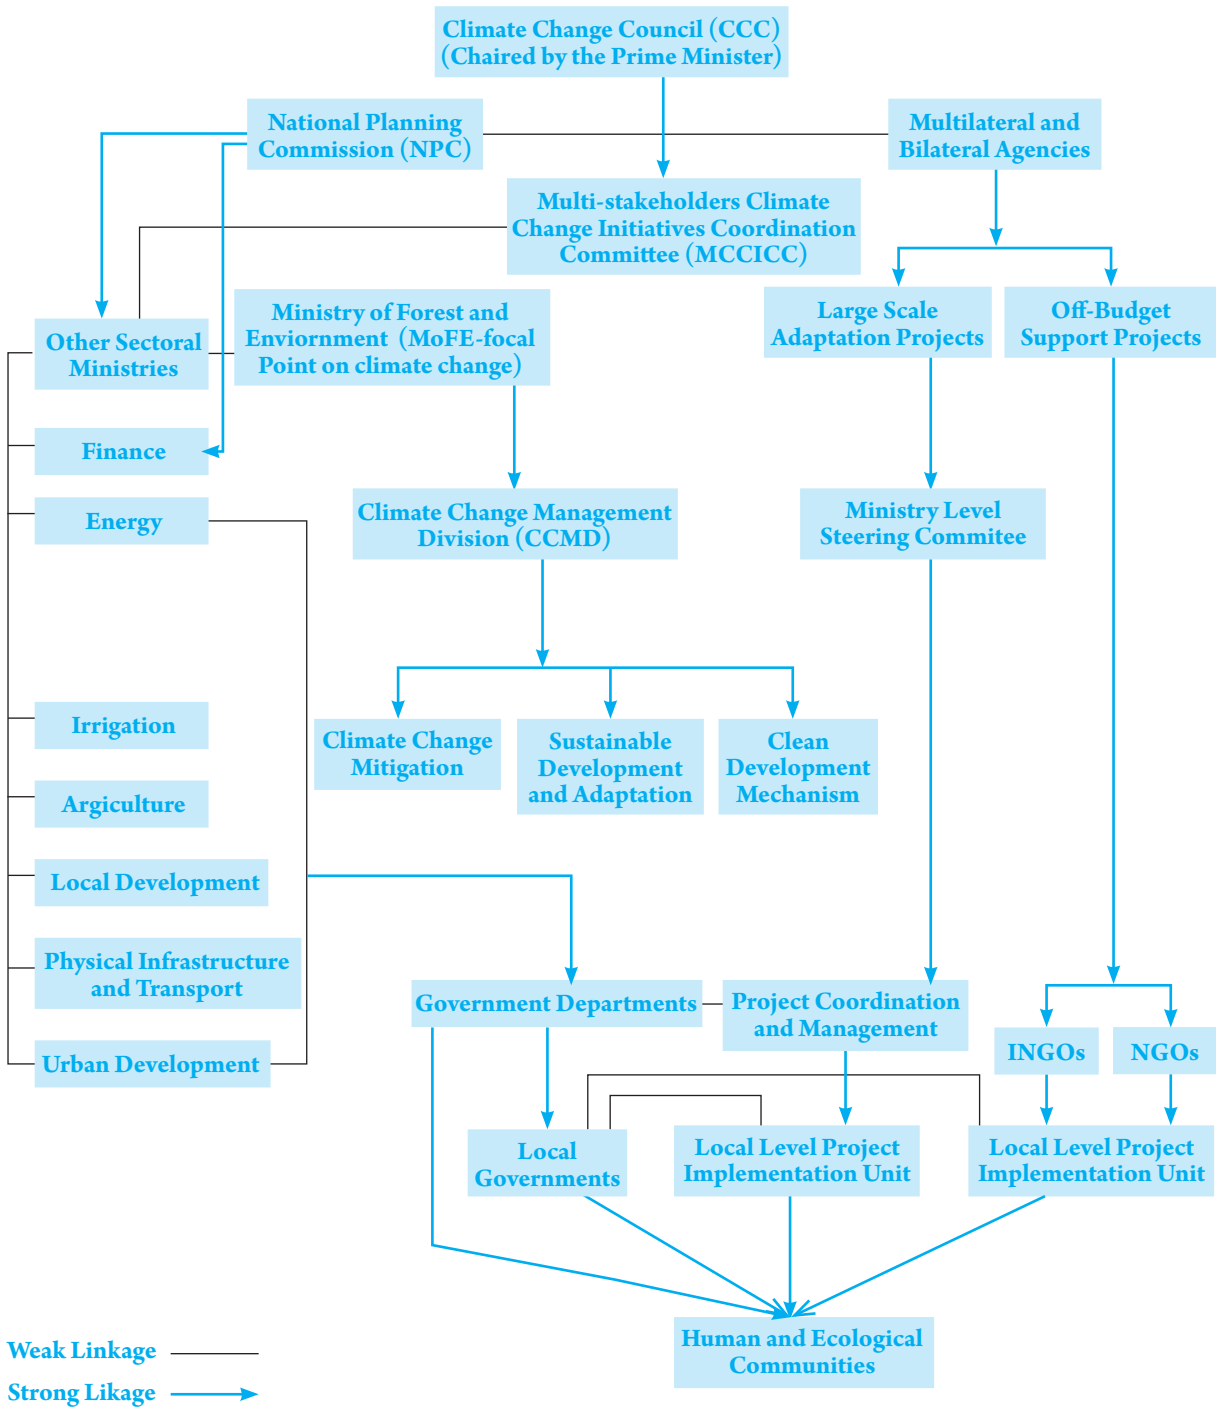 Climate Change Council (CCC)
(Chaired by the Prime Minister)
National Planning
Commission (NPC)
Multilateral and
Bilateral Agencies
Multi-stakeholders Climate
Change Initiatives Coordination
Committee (MCCICC)
Ministry of Forest and
Enviornment (MoFE-focal
Point on climate change)
Large Scale
Adaptation Projects
Off-Budget
Support Projects
Other Sectoral
Ministries
Finance
Energy
Climate Change Management
Division (CCMD)
Ministry Level
Steering Commitee
Irrigation
Climate Change
Mitigation
Sustainable
Development
and Adaptation
Clean
Development
Mechanism
Argiculture
Local Development
Physical Infrastructure
and Transport
Government Departments
Project Coordination
and Management
Urban Development
INGOs
NGOs
Local
Governments
Local Level Project
Implementation Unit
Local Level Project
Implementation Unit
Human and Ecological
Communities
Weak Linkage
Strong Likage